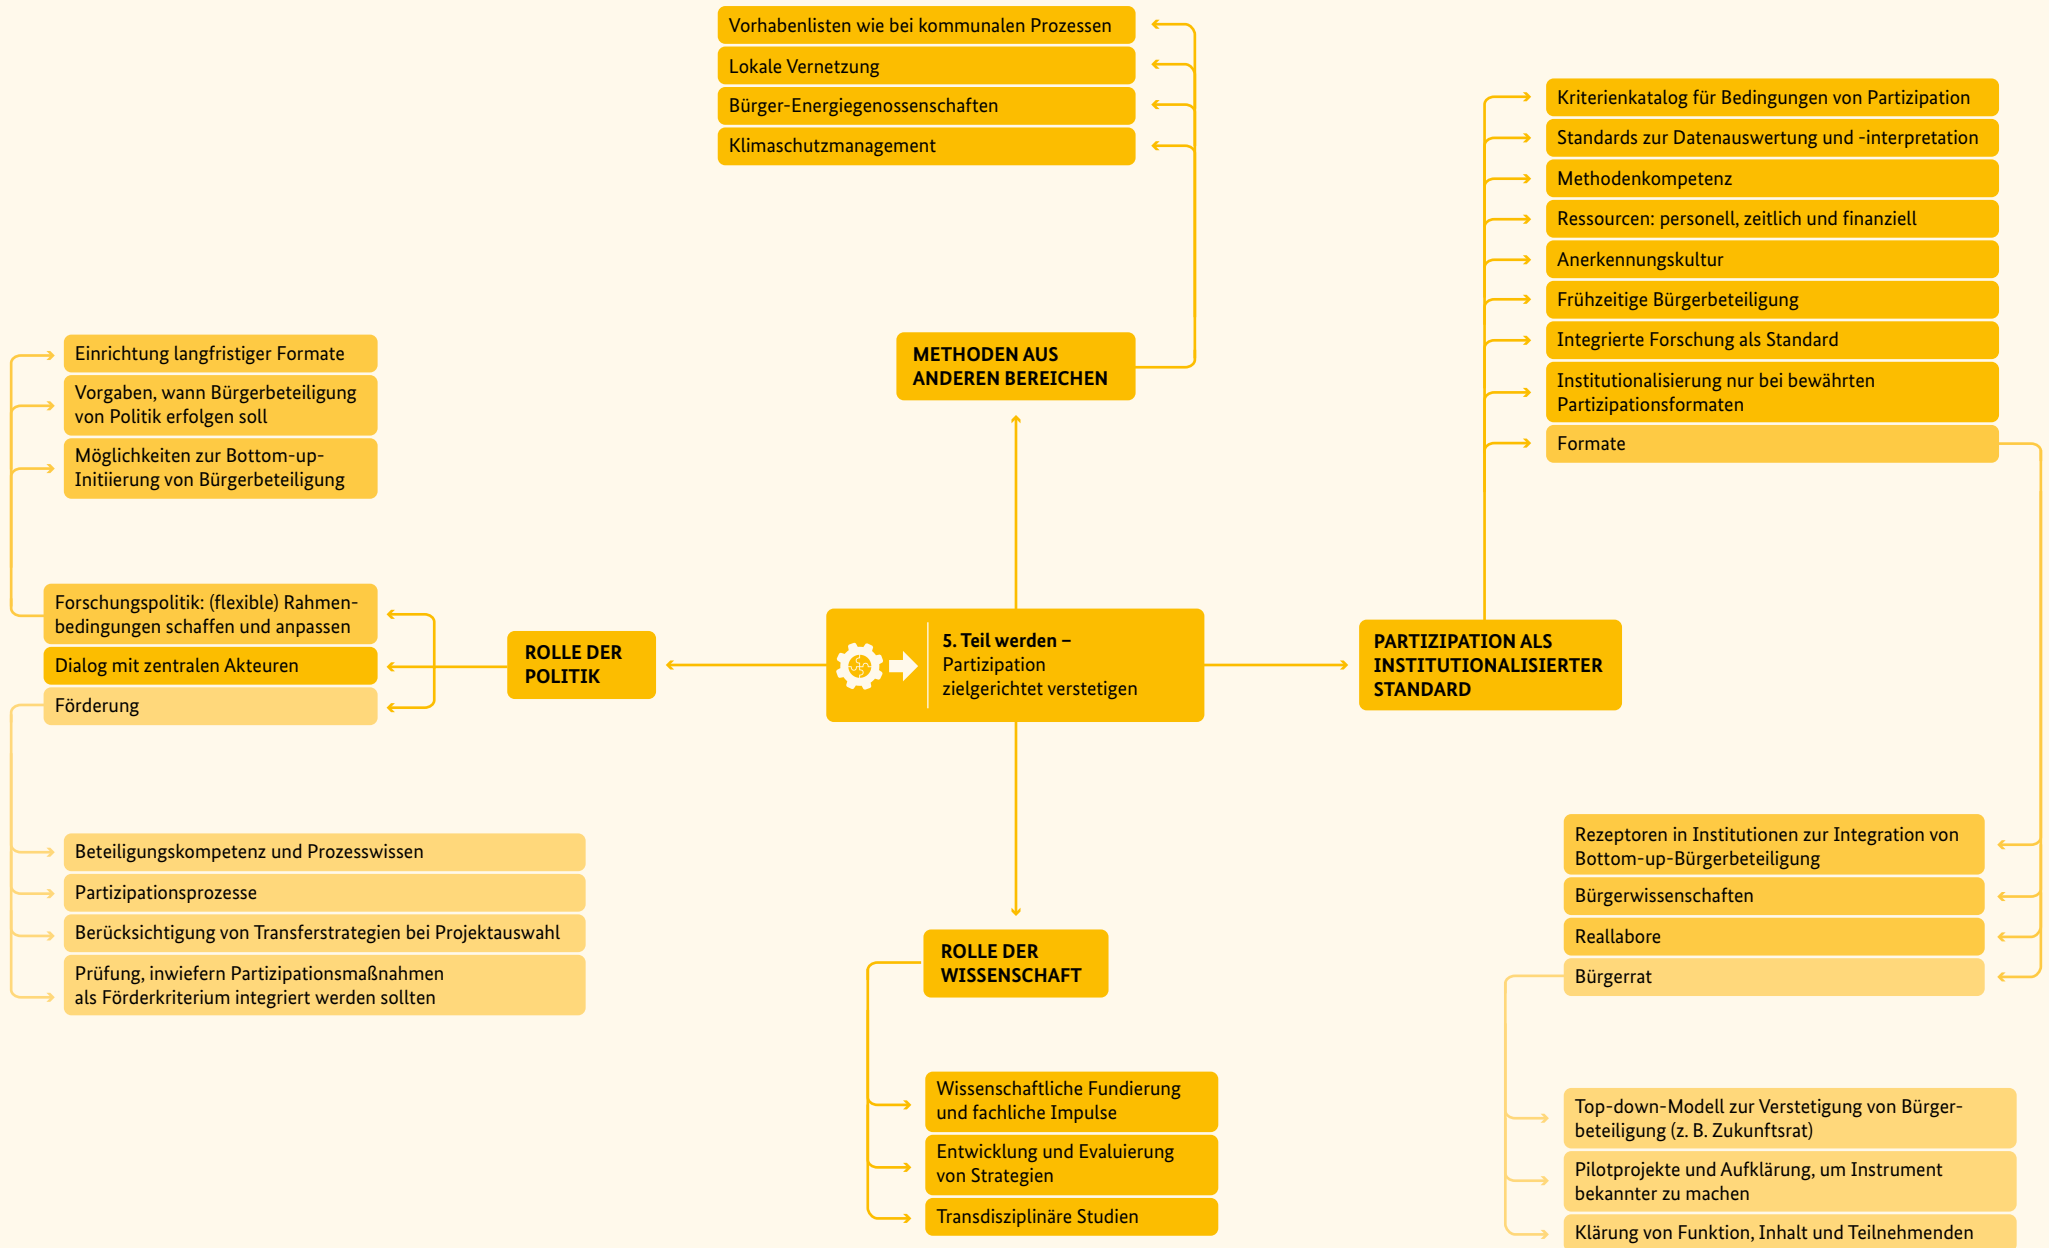 Vorhabenlisten wie bei kommunalen Prozessen
Lokale Vernetzung
Bürger-Energiegenossenschaften
Klimaschutzmanagement
METHODEN AUS
ANDEREN BEREICHEN
Kriterienkatalog für Bedingungen von Partizipation
Standards zur Datenauswertung und -interpretation
Methodenkompetenz
Ressourcen: personell, zeitlich und finanziell
Anerkennungskultur
Frühzeitige Bürgerbeteiligung
Integrierte Forschung als Standard
Institutionalisierung nur bei bewährten
Partizipationsformaten
Formate
Einrichtung langfristiger Formate
Vorgaben, wann Bürgerbeteiligung
von Politik erfolgen soll
Möglichkeiten zur Bottom-up-
Initiierung von Bürgerbeteiligung
Forschungspolitik: (flexible) Rahmen-
bedingungen schaffen und anpassen
Dialog mit zentralen Akteuren
Förderung
ROLLE DER
POLITIK
5. Teil werden –
Partizipation
zielgerichtet verstetigen
PARTIZIPATION ALS
INSTITUTIONALISIERTER
STANDARD
Beteiligungskompetenz und Prozesswissen
Partizipationsprozesse
Berücksichtigung von Transferstrategien bei Projektauswahl
Prüfung, inwiefern Partizipationsmaßnahmen
als Förderkriterium integriert werden sollten
ROLLE DER
WISSENSCHAFT
Wissenschaftliche Fundierung
und fachliche Impulse
Entwicklung und Evaluierung
von Strategien
Transdisziplinäre Studien
Rezeptoren in Institutionen zur Integration von
Bottom-up-Bürgerbeteiligung
Bürgerwissenschaften
Reallabore
Bürgerrat
Top-down-Modell zur Verstetigung von Bürger-
beteiligung (z. B. Zukunftsrat)
Pilotprojekte und Aufklärung, um Instrument
bekannter zu machen
Klärung von Funktion, Inhalt und Teilnehmenden